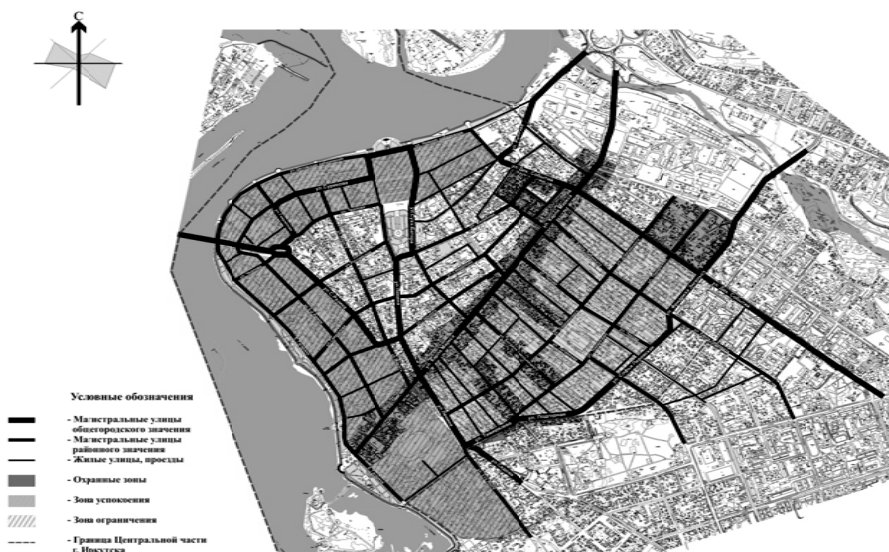 С
Условные обозначения
- Магистральные улицы
общегородского значения
- Магистральные улицы
районного значения
- Жилые улицы, проезды
- Охранные зоны
- Зона успокоения
- Зона ограничения
- Граница Центральной части
г. Иркутска